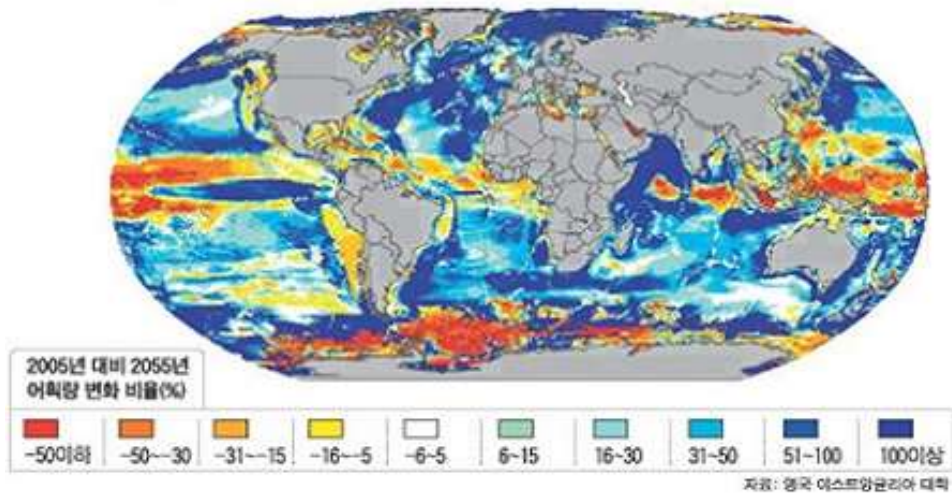 2005년 대비 2055년
어획량 변화 비율(%)
-50이하 -50~-30 -31~-15 -16~-5 -6~5 6~15 16~30 31~50 51~100 100이상
자료: 영국 이스트앙글리아 대학